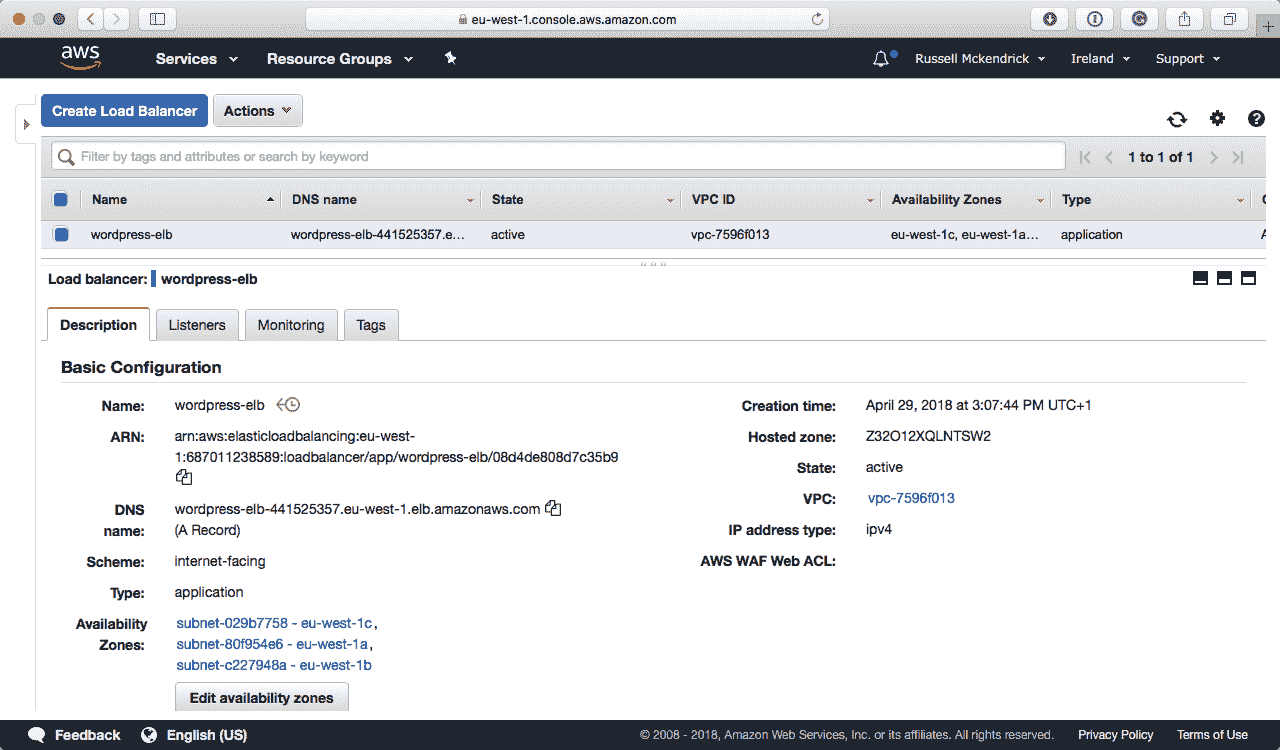 eu-west-1.console.aws.amazon.com
aws Services Resource Groups Russell Mckendrick Ireland Support
Create Load Balancer Actions
Filter by tags and attributes or search by keyword 1 to 1 of 1
Name DNS name State VPC ID Availability Zones Type
wordpress-elb wordpress-elb-441525357.e... active vpc-7596f013 eu-west-1c, eu-west-1a... application
Load balancer: wordpress-elb
Description Listeners Monitoring Tags
Basic Configuration
Name: wordpress-elb
ARN: arn:aws:elasticloadbalancing:eu-west-
1:687011238589:loadbalancer/app/wordpress-elb/08d4de808d7c35b9
DNS wordpress-elb-441525357.eu-west-1.elb.amazonaws.com
name: (A Record)
Scheme: internet-facing
Type: application
Availability subnet-029b7758 - eu-west-1c,
Zones: subnet-80f954e6 - eu-west-1a,
subnet-c227948a - eu-west-1b
Edit availability zones
Creation time: April 29, 2018 at 3:07:44 PM UTC+1
Hosted zone: Z32O12XQLNTSW2
State: active
VPC: vpc-7596f013
IP address type: ipv4
AWS WAF Web ACL:
Feedback English (US) © 2008 - 2018, Amazon Web Services, Inc. or its affiliates. All rights reserved. Privacy Policy Terms of Use